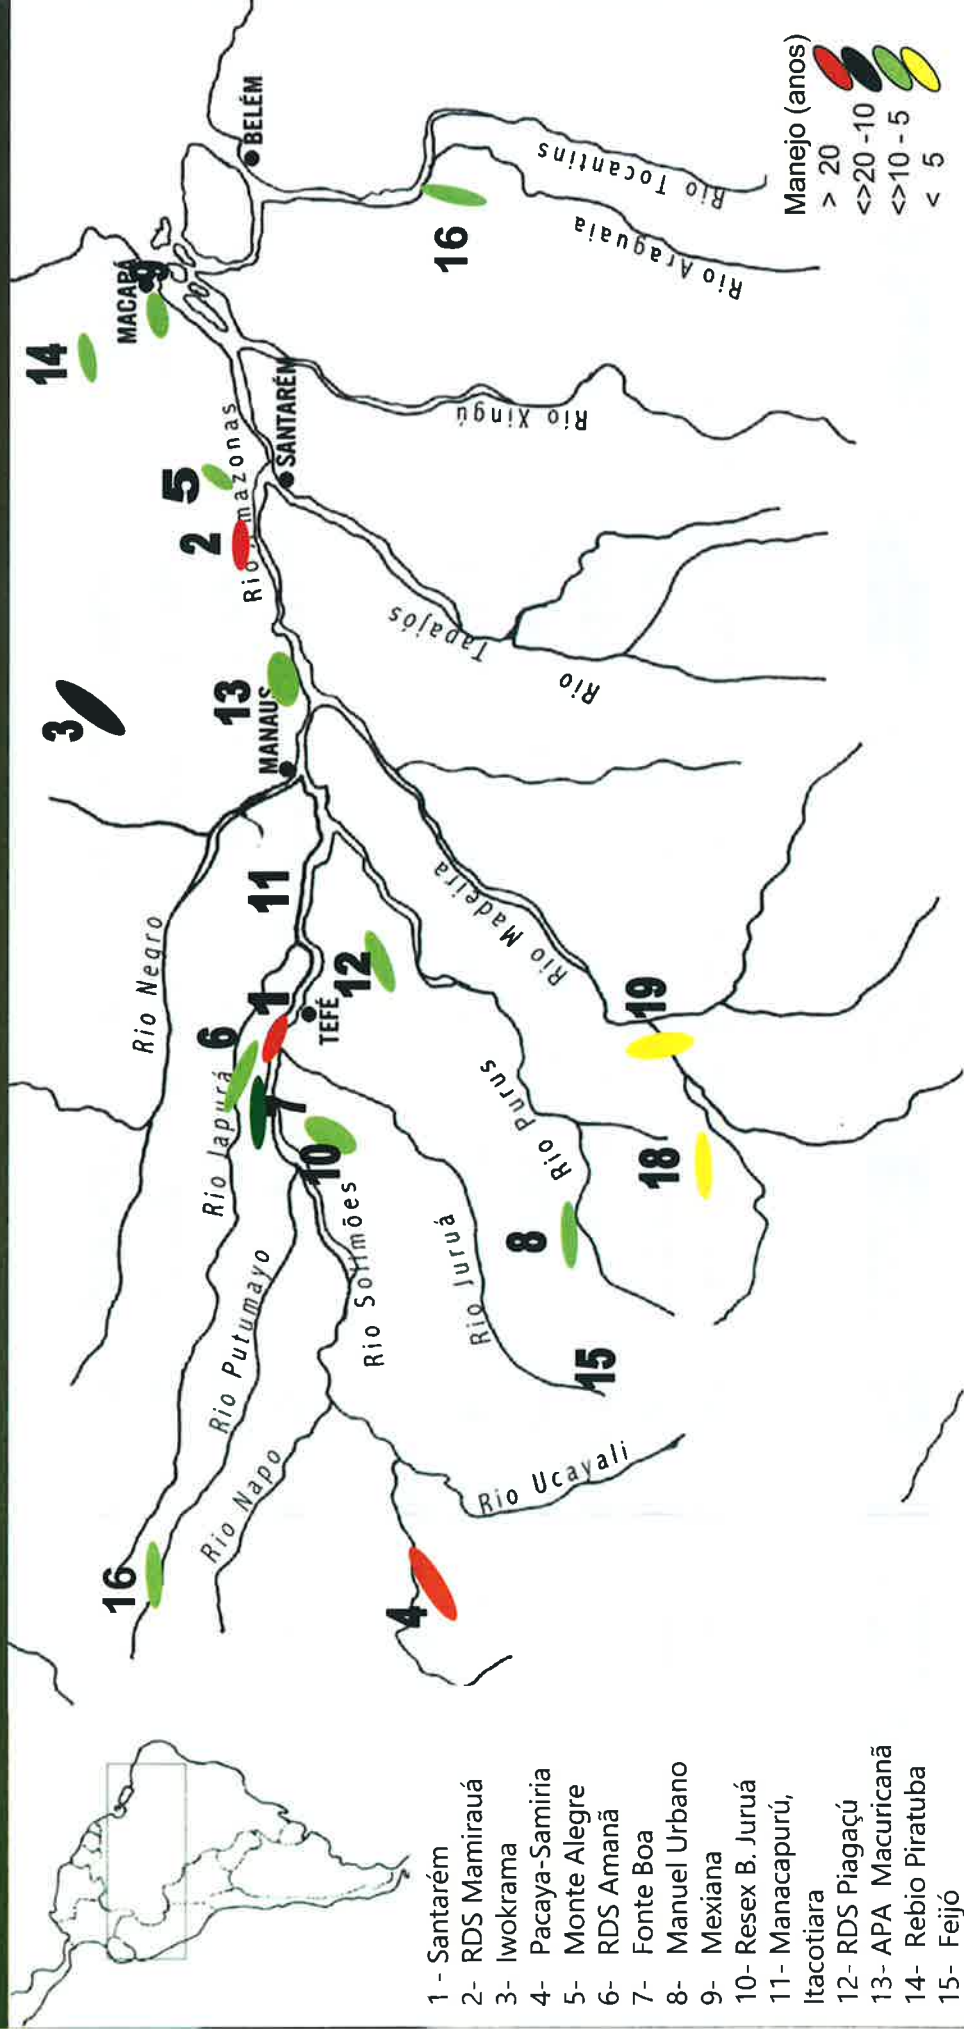 1 - Santarém
2- RDS Mamirauá
3- Iwokrama
4- Pacaya-Samiria
5- Monte Alegre
6- RDS Amanã
7- Fonte Boa
8- Manuel Urbano
9- Mexiana
10- Resex B. Juruá
11- Manacapurú,
Itacotiara
12- RDS Piagaçú
13- APA Macuricanã
14- Rebio Piratuba
15- Feijó
16
Rio Napo
Rio Putumayo
Rio Japurá
Rio Negro
4
Rio Ucayali
15
Rio Solimões
Rio Juruá
8
Rio Purus
18
19
10
7
6
1
TEFÉ
12
11
Rio Madeira
MANAUS
13
3
Rio Tapajós
2
5
Rio mazonas
SANTARÉM
Rio Xingú
14
MACAPÁ
9
BELÉM
16
Rio Araguaia
Rio Tocantins
Manejo (anos)
> 20
<>20 -10
<>10 - 5
< 5